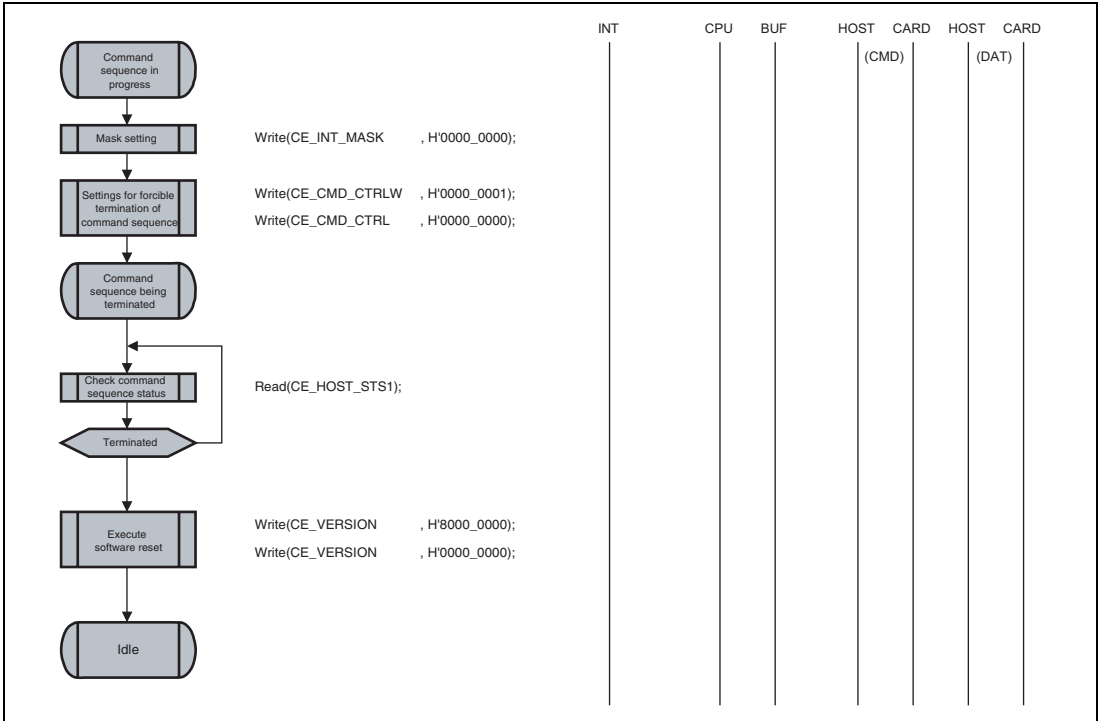 INT CPU BUF HOST CARD HOST CARD
(CMD) (DAT)
Command
sequence in
progress
Mask setting
Write(CE_INT_MASK , H'0000_0000);
Settings for forcible
termination of
command sequence
Write(CE_CMD_CTRLW , H'0000_0001);
Write(CE_CMD_CTRL , H'0000_0000);
Command
sequence being
terminated
Check command
sequence status
Read(CE_HOST_STS1);
Terminated
Execute
software reset
Write(CE_VERSION , H'8000_0000);
Write(CE_VERSION , H'0000_0000);
Idle